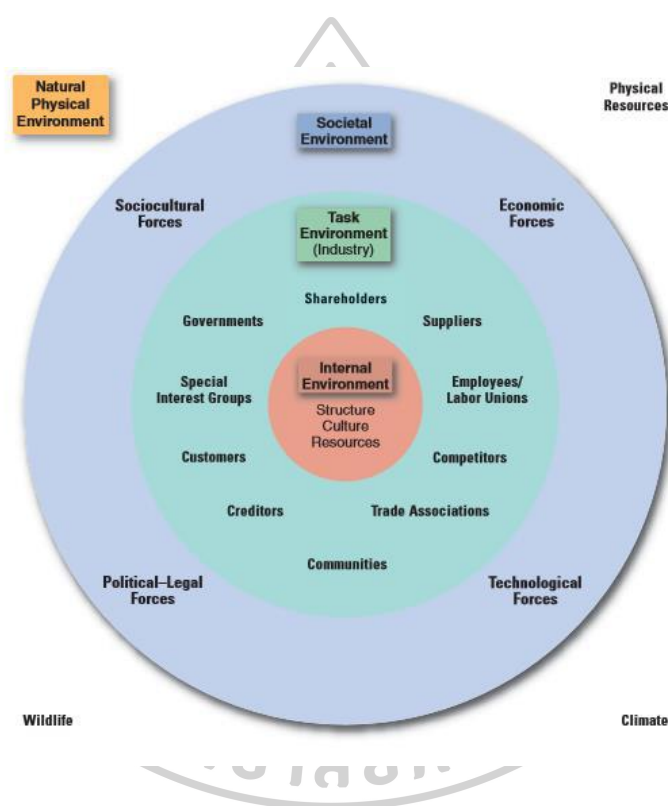 Natural
Physical
Environment
Physical
Resources
Societal
Environment
Sociocultural
Forces
Economic
Forces
Task
Environment
(Industry)
Shareholders
Governments
Suppliers
Internal
Environment
Structure
Culture
Resources
Special
Interest Groups
Employees/
Labor Unions
Customers
Competitors
Creditors
Trade Associations
Communities
Political–Legal
Forces
Technological
Forces
Wildlife
Climate